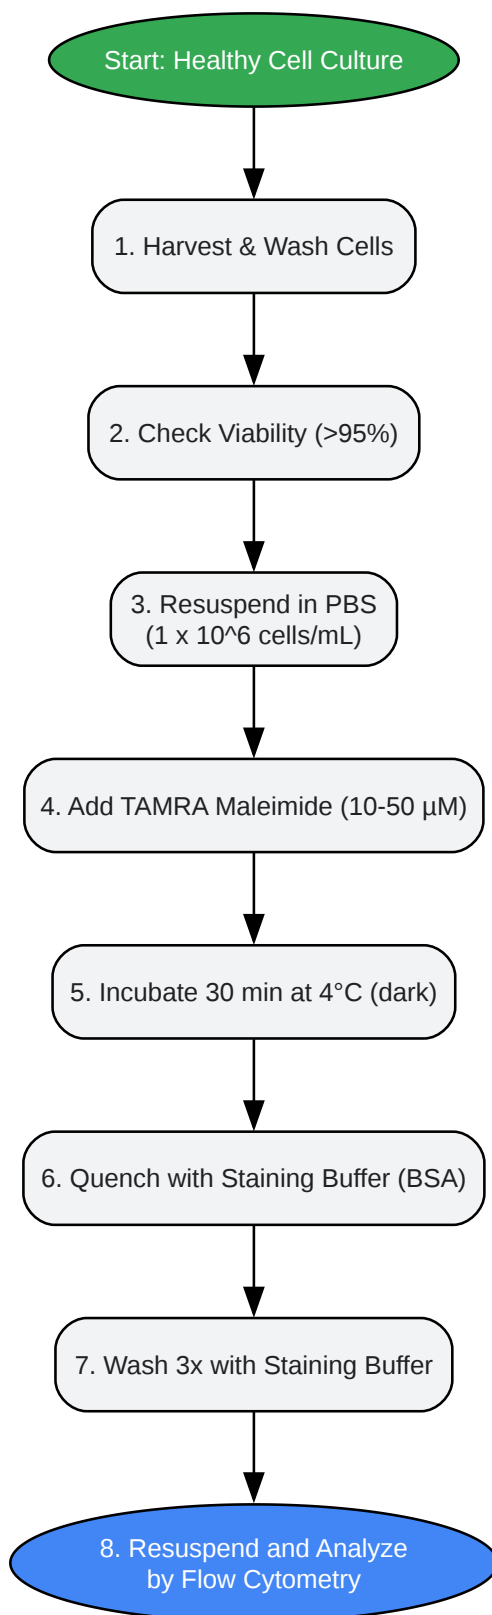 Start: Healthy Cell Culture
1. Harvest & Wash Cells
2. Check Viability (>95%)
3. Resuspend in PBS
(1 x 10^6 cells/mL)
4. Add TAMRA Maleimide (10-50 µM)
5. Incubate 30 min at 4°C (dark)
6. Quench with Staining Buffer (BSA)
7. Wash 3x with Staining Buffer
8. Resuspend and Analyze
by Flow Cytometry